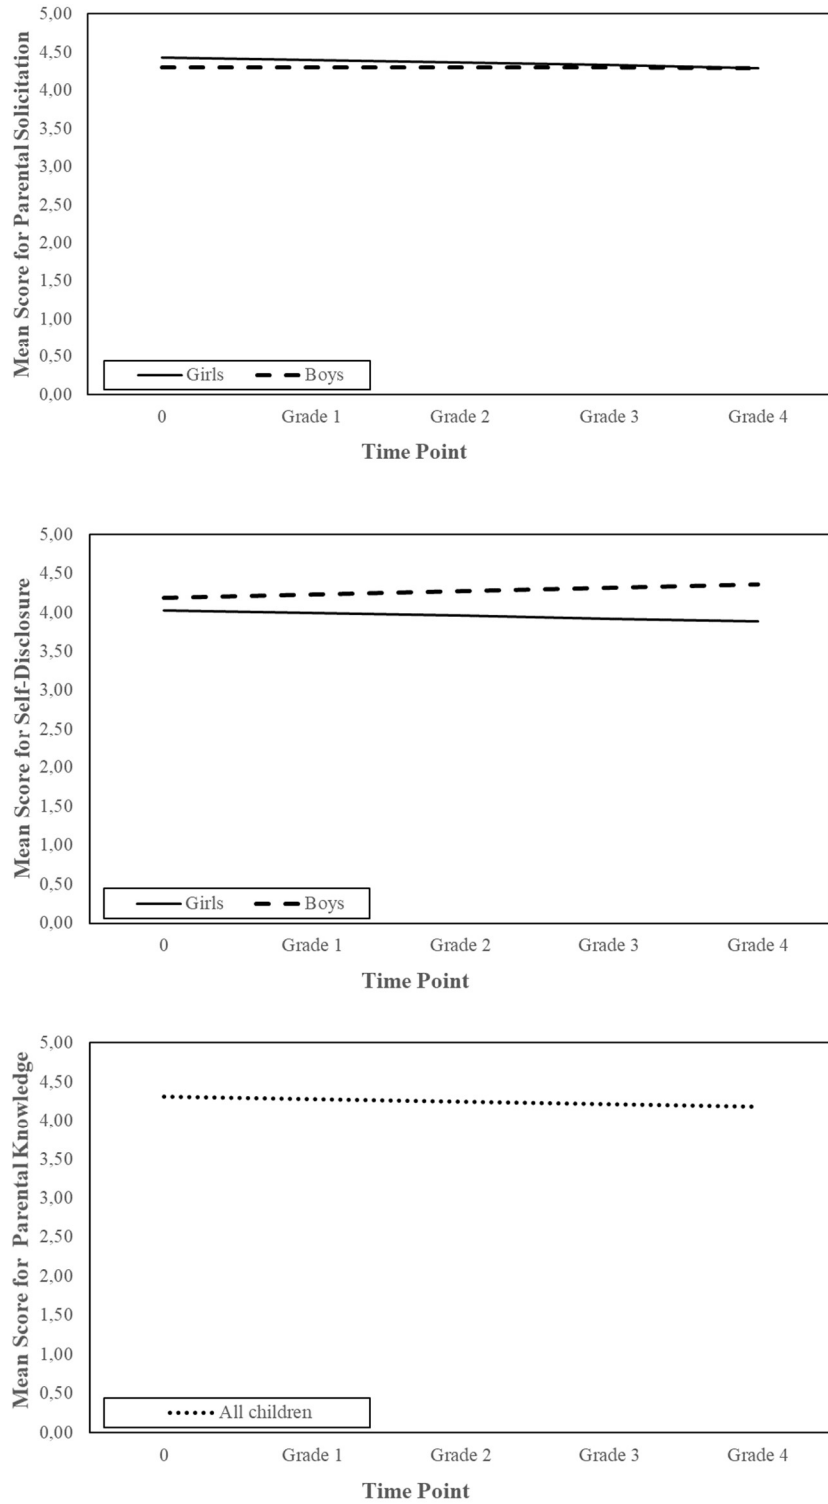 Mean Score for Parental Solicitation
5,00
4,50
4,00
3,50
3,00
2,50
2,00
1,50
1,00
0,50
0,00
Girls Boys
0 Grade 1 Grade 2 Grade 3 Grade 4
Time Point
Mean Score for Self-Disclosure
5,00
4,50
4,00
3,50
3,00
2,50
2,00
1,50
1,00
0,50
0,00
Girls Boys
0 Grade 1 Grade 2 Grade 3 Grade 4
Time Point
Mean Score for Parental Knowledge
5,00
4,50
4,00
3,50
3,00
2,50
2,00
1,50
1,00
0,50
0,00
All children
0 Grade 1 Grade 2 Grade 3 Grade 4
Time Point